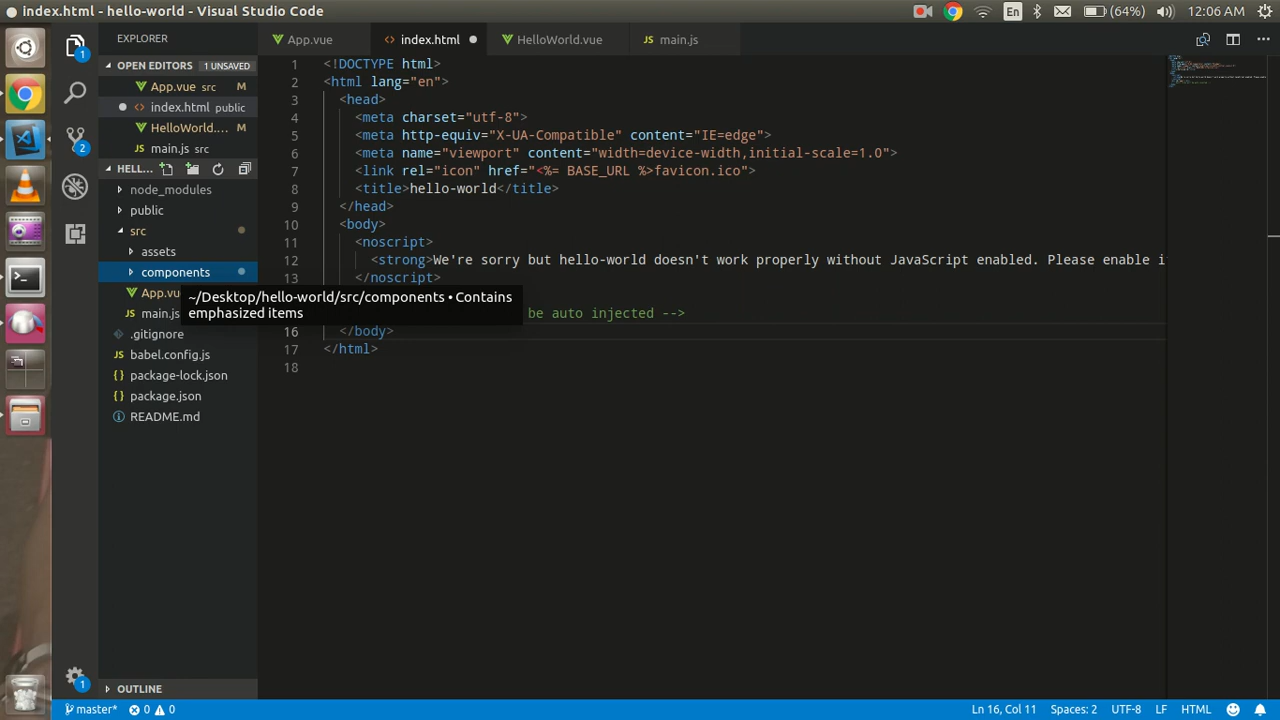 index.html - hello-world - Visual Studio Code
En
(64%)
12:06 AM
EXPLORER
App.vue
index.html
HelloWorld.vue
JS main.js
OPEN EDITORS 1 UNSAVED
App.vue src
index.html public
HelloWorld.... M
M
JS main.js src
HELL...
node_modules
public
src
assets
components
App.vu
JS main.js
.gitignore
JS babel.config.js
{ } package-lock.json
{ } package.json
README.md
OUTLINE
1
2
1
~/Desktop/hello-world/src/components • Contains
emphasized items
1 <!DOCTYPE html>
2 <html lang="en">
3 <head>
4 <meta charset="utf-8">
5 <meta http-equiv="X-UA-Compatible" content="IE=edge">
6 <meta name="viewport" content="width=device-width,initial-scale=1.0">
7 <link rel="icon" href="<%= BASE_URL %>favicon.ico">
8 <title>hello-world</title>
9 </head>
10 <body>
11 <noscript>
12 <strong>We're sorry but hello-world doesn't work properly without JavaScript enabled. Please enable i
13 </noscript>
be auto injected -->
16 </body>
17 </html>
18
master*
0
0
Ln 16, Col 11
Spaces: 2
UTF-8
LF
HTML